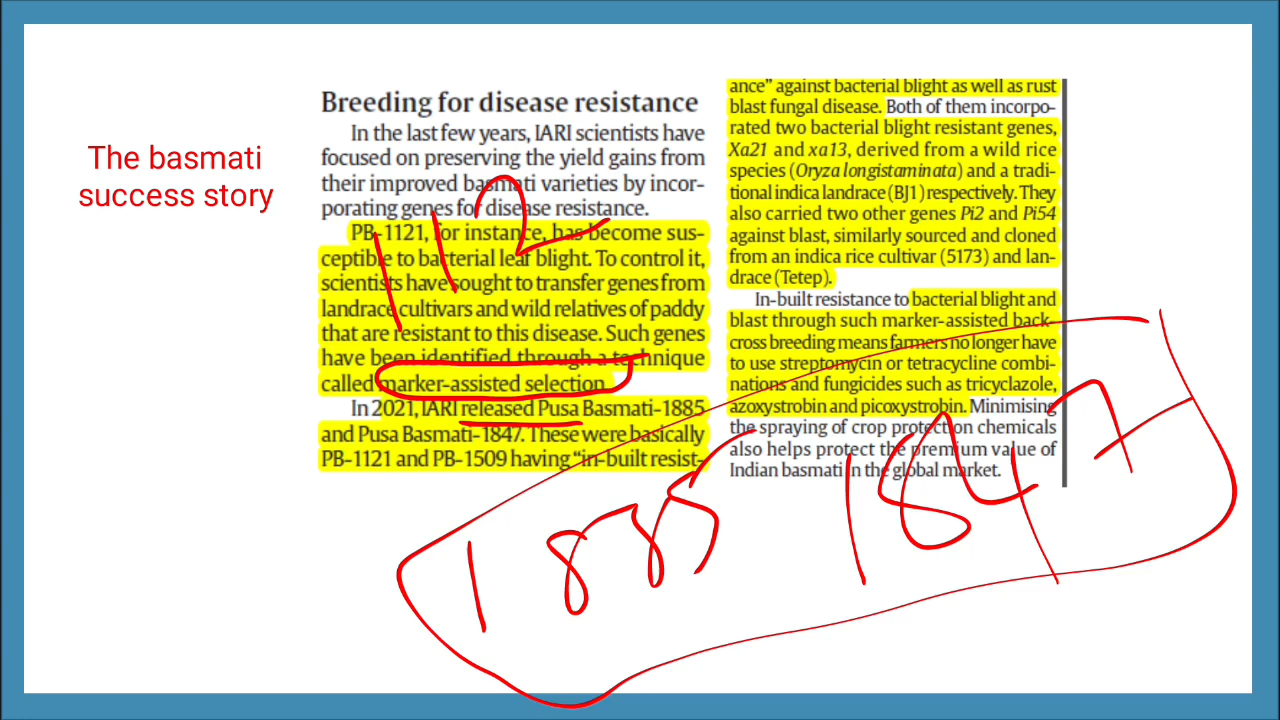 The basmati
success story
Breeding for disease resistance
In the last few years, IARI scientists have
focused on preserving the yield gains from
their improved basmati varieties by incor-
porating genes for disease resistance.
PB-1121, for instance, has become sus-
ceptible to bacterial leaf blight. To control it,
scientists have sought to transfer genes from
landrace cultivars and wild relatives of paddy
that are resistant to this disease. Such genes
have been identified through a technique
called marker-assisted selection.
In 2021, IARI released Pusa Basmati-1885
and Pusa Basmati-1847. These were basically
PB-1121 and PB-1509 having “in-built resist-
ance” against bacterial blight as well as rust
blast fungal disease. Both of them incorpo-
rated two bacterial blight resistant genes,
Xa21 and xa13, derived from a wild rice
species (Oryza longistaminata) and a tradi-
tional indica landrace (BJ1) respectively. They
also carried two other genes Pi2 and Pi54
against blast, similarly sourced and cloned
from an indica rice cultivar (5173) and lan-
drace (Tetep).
In-built resistance to bacterial blight and
blast through such marker-assisted back-
cross breeding means farmers no longer have
to use streptomycin or tetracycline combi-
nations and fungicides such as tricyclazole,
azoxystrobin and picoxystrobin. Minimising
the spraying of crop protection chemicals
also helps protect the premium value of
Indian basmati in the global market.
112
1885 1847